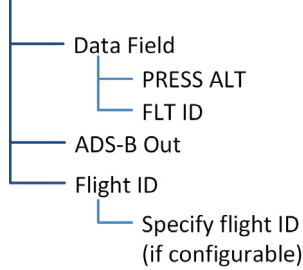 Data Field
PRESS ALT
FLT ID
ADS-B Out
Flight ID
Specify flight ID
(if configurable)